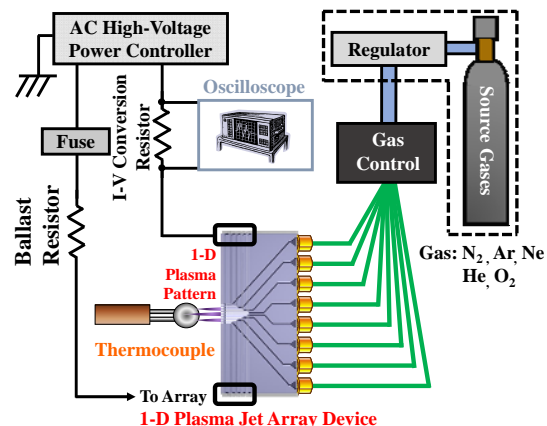 AC High-Voltage
Power Controller
Regulator
Source Gases
Oscilloscope
I-V Conversion
Resistor
Fuse
Gas
Control
Ballast
Resistor
Gas: N₂, Ar, Ne
He, O₂
1-D
Plasma
Pattern
Thermocouple
To Array
1-D Plasma Jet Array Device